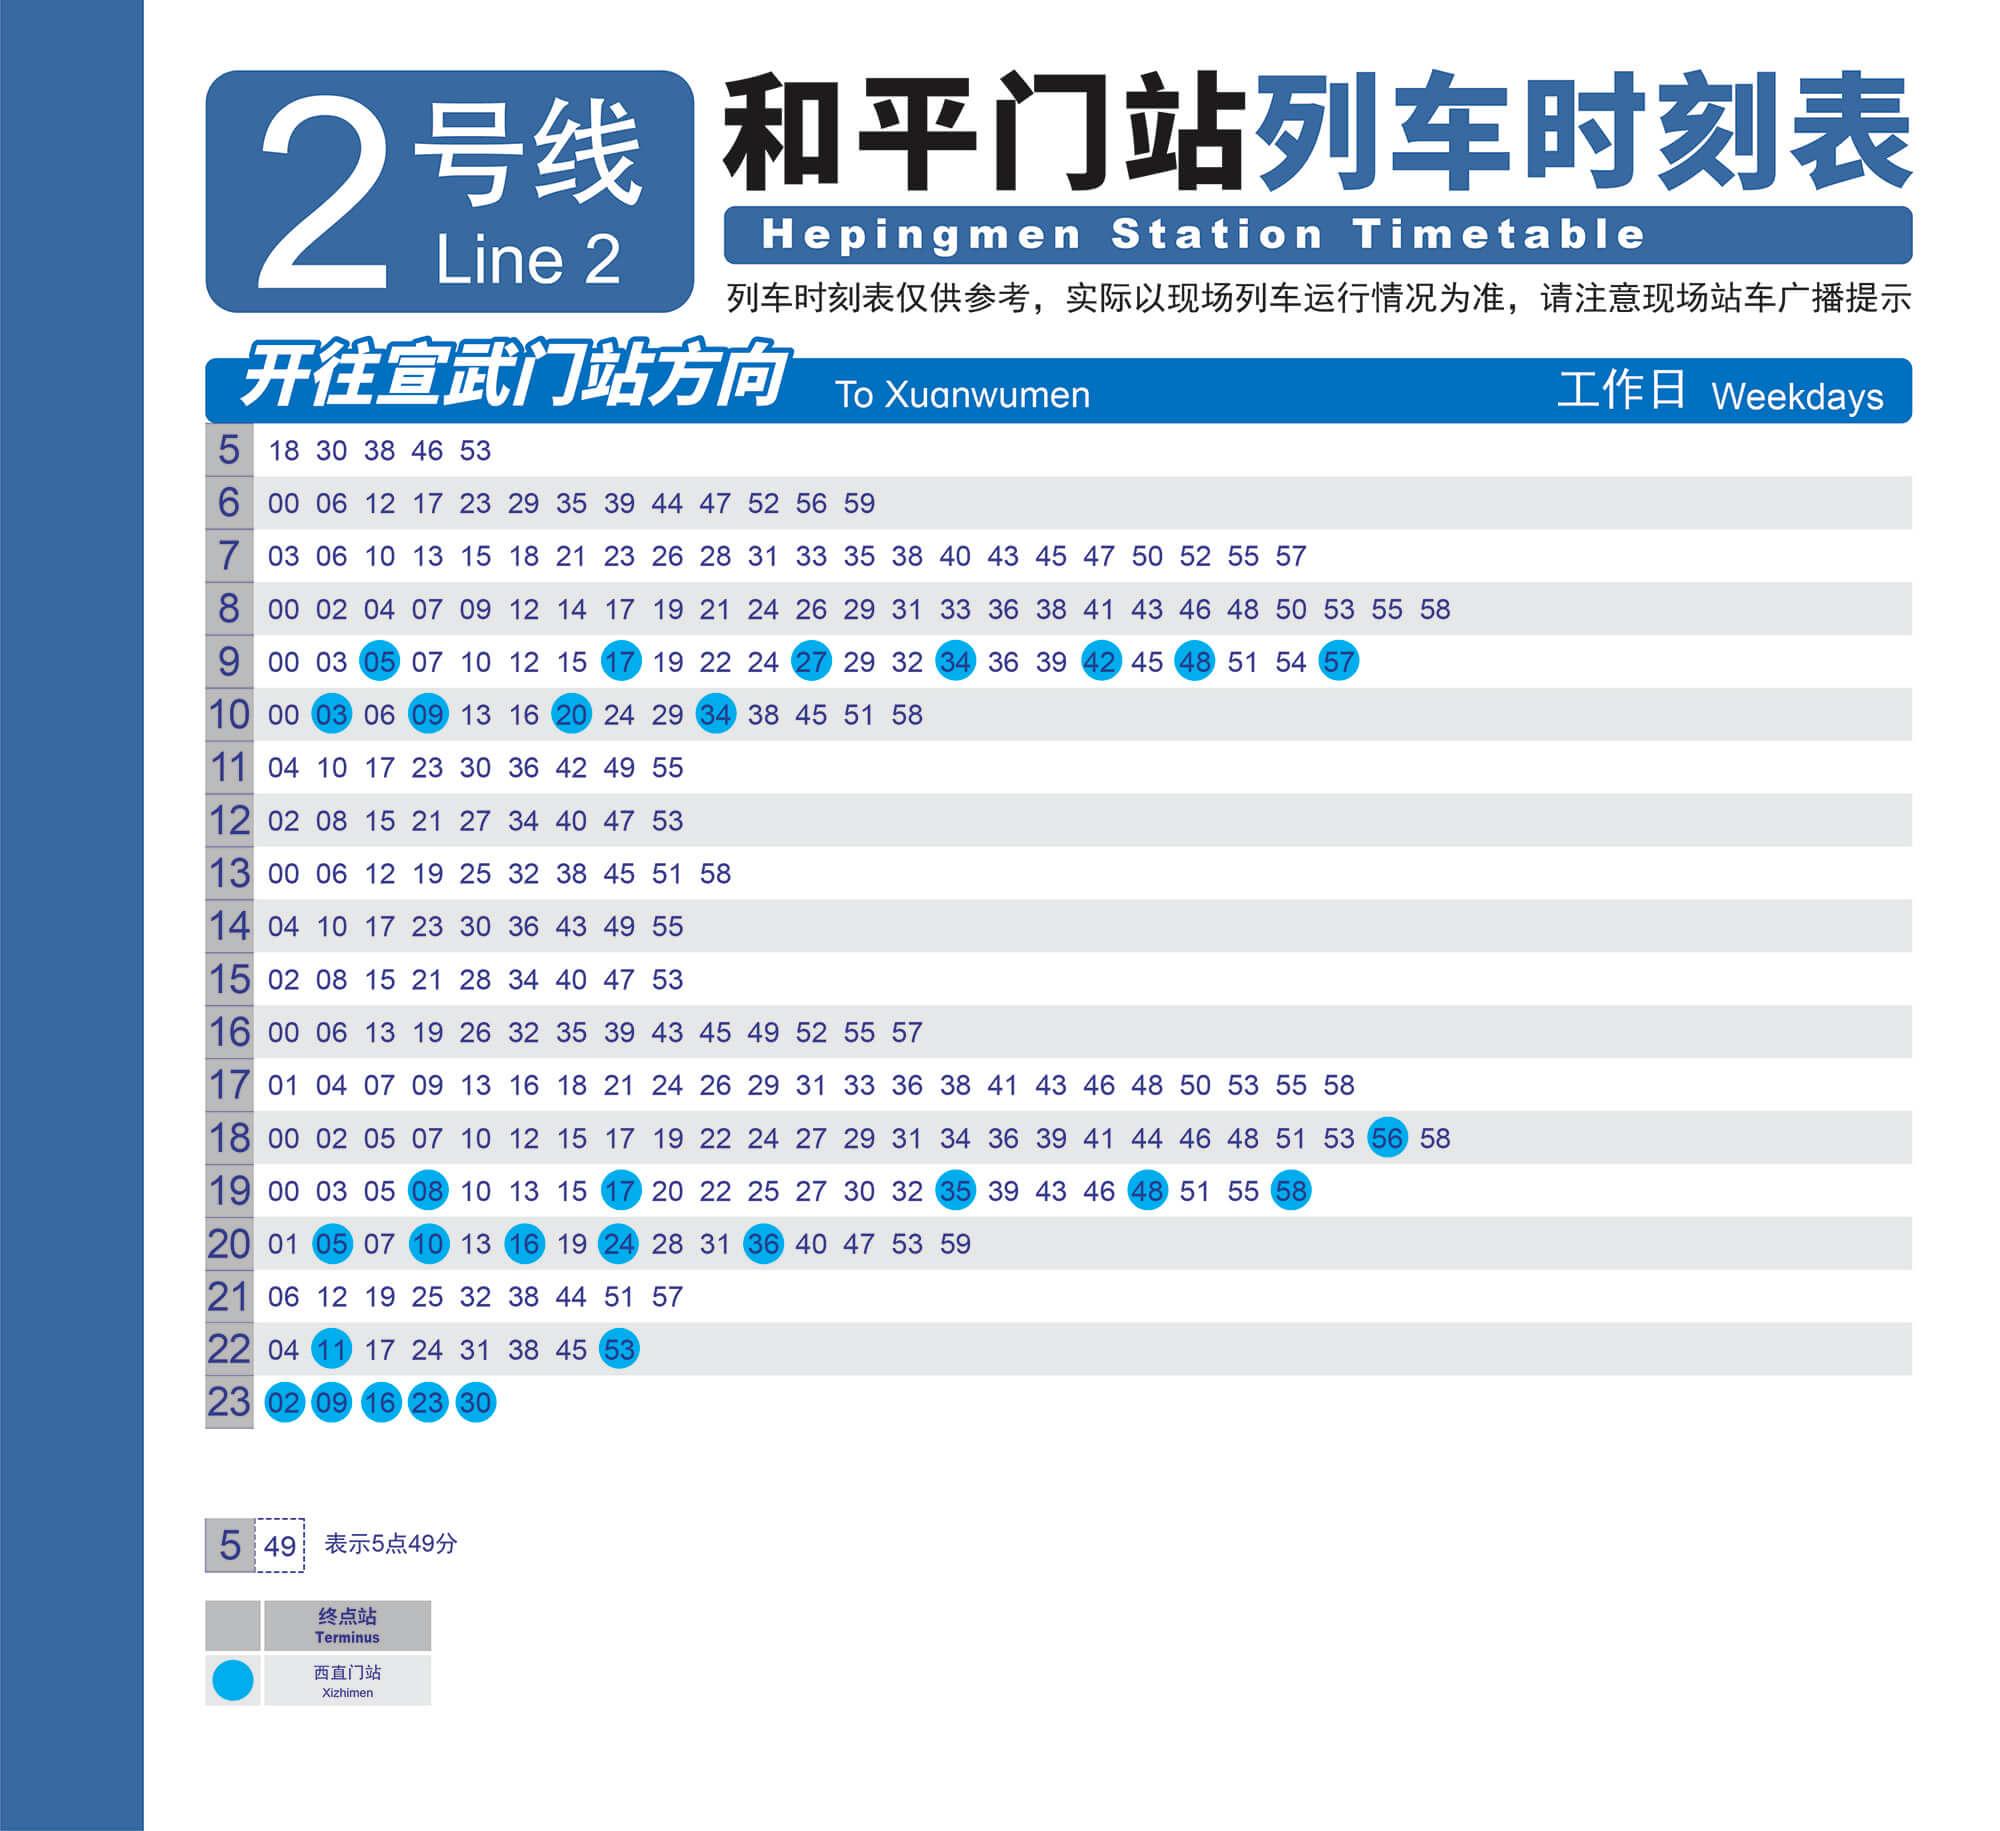 2号线
Line 2
和平门站列车时刻表
Hepingmen Station Timetable
列车时刻表仅供参考，实际以现场列车运行情况为准，请注意现场站车广播提示
开往宣武门站方向 To Xuanwumen 工作日 Weekdays
5 18 30 38 46 53
6 00 06 12 17 23 29 35 39 44 47 52 56 59
7 03 06 10 13 15 18 21 23 26 28 31 33 35 38 40 43 45 47 50 52 55 57
8 00 02 04 07 09 12 14 17 19 21 24 26 29 31 33 36 38 41 43 46 48 50 53 55 58
9 00 03 05 07 10 12 15 17 19 22 24 27 29 32 34 36 39 42 45 48 51 54 57
10 00 03 06 09 13 16 20 24 29 34 38 45 51 58
11 04 10 17 23 30 36 42 49 55
12 02 08 15 21 27 34 40 47 53
13 00 06 12 19 25 32 38 45 51 58
14 04 10 17 23 30 36 43 49 55
15 02 08 15 21 28 34 40 47 53
16 00 06 13 19 26 32 35 39 43 45 49 52 55 57
17 01 04 07 09 13 16 18 21 24 26 29 31 33 36 38 41 43 46 48 50 53 55 58
18 00 02 05 07 10 12 15 17 19 22 24 27 29 31 34 36 39 41 44 46 48 51 53 56 58
19 00 03 05 08 10 13 15 17 20 22 25 27 30 32 35 39 43 46 48 51 55 58
20 01 05 07 10 13 16 19 24 28 31 36 40 47 53 59
21 06 12 19 25 32 38 44 51 57
22 04 11 17 24 31 38 45 53
23 02 09 16 23 30
5 49 表示5点49分
终点站
Terminus
西直门站
Xizhimen